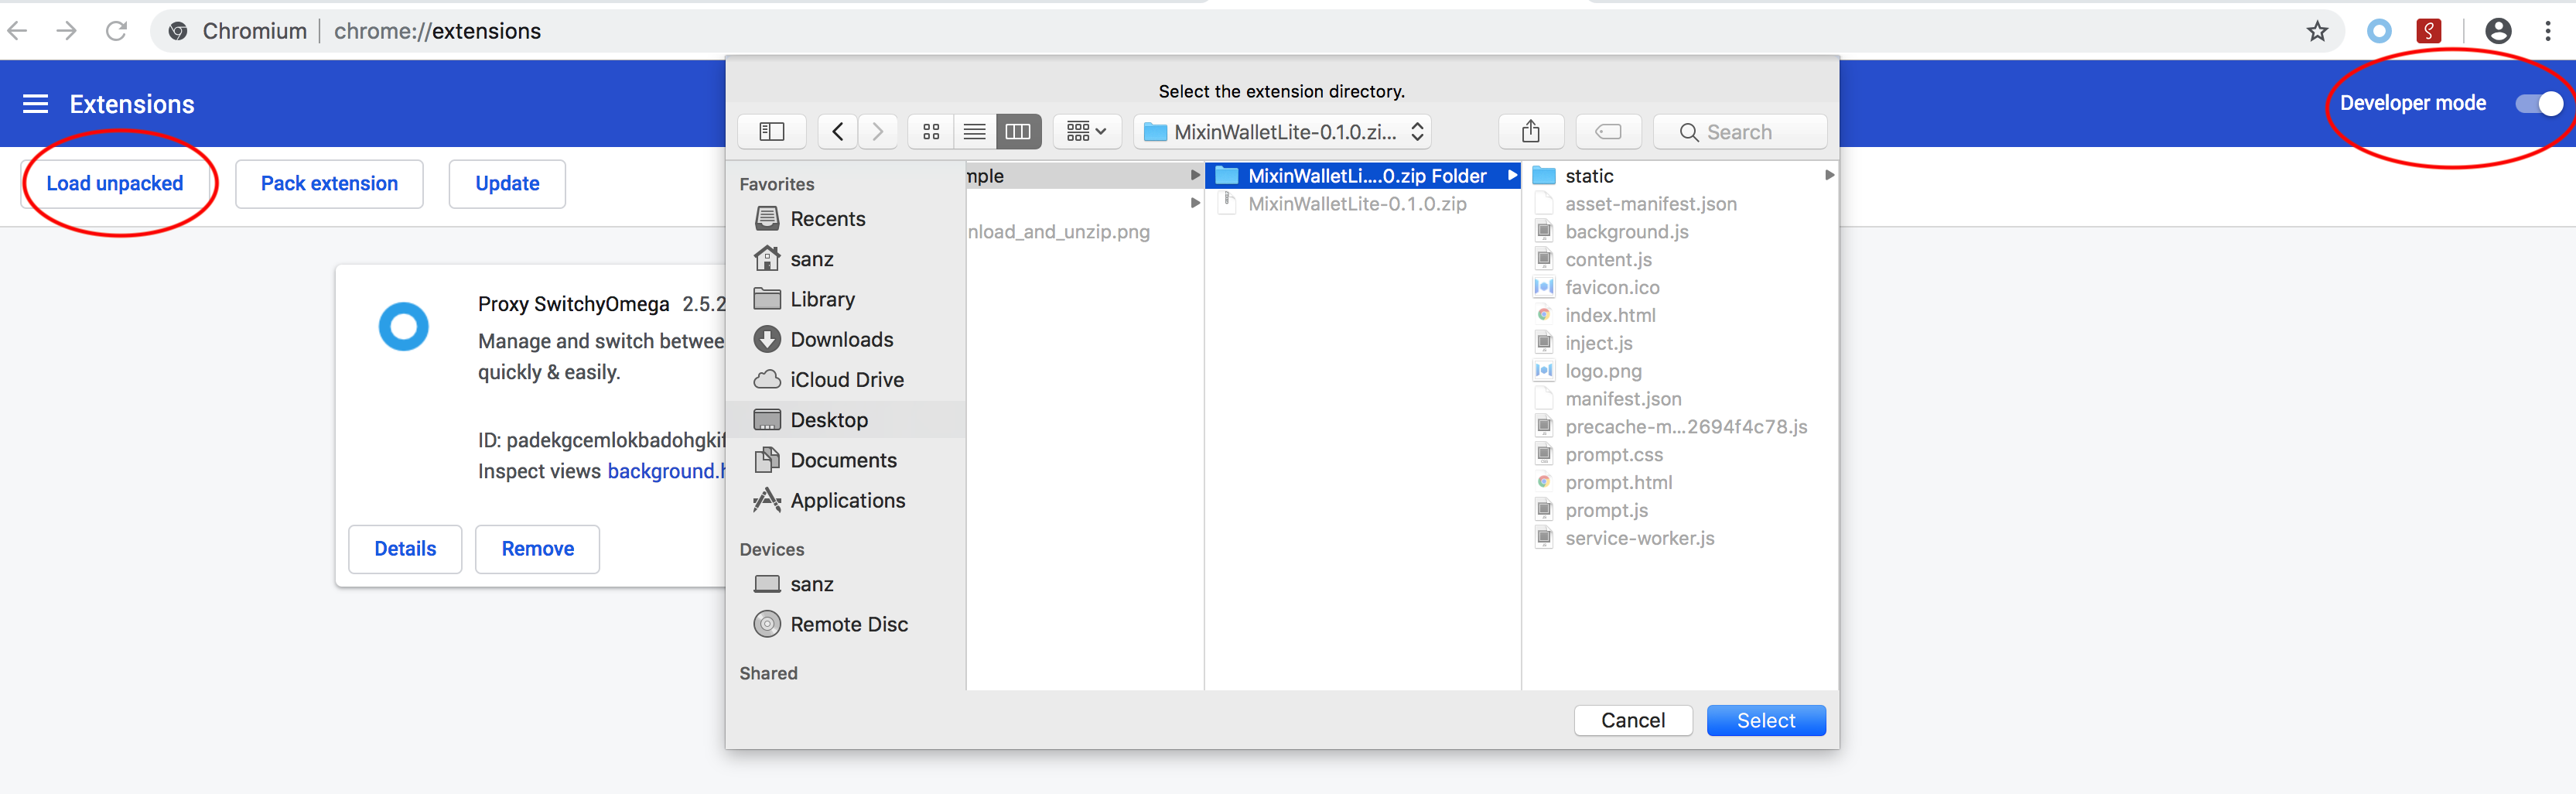 Chromium | chrome://extensions
Extensions
Developer mode
Load unpacked
Pack extension
Update
Proxy SwitchyOmega 2.5.2
Manage and switch betwee
quickly & easily.
ID: padekgcemlokbadohgkif
Inspect views background.h
Details
Remove
Select the extension directory.
MixinWalletLite-0.1.0.zi...
Search
Favorites
Recents
sanz
Library
Downloads
iCloud Drive
Desktop
Documents
Applications
Devices
sanz
Remote Disc
Shared
mple
nload_and_unzip.png
MixinWalletLi....0.zip Folder
MixinWalletLite-0.1.0.zip
static
asset-manifest.json
background.js
content.js
favicon.ico
index.html
inject.js
logo.png
manifest.json
precache-m...2694f4c78.js
prompt.css
prompt.html
prompt.js
service-worker.js
Cancel
Select